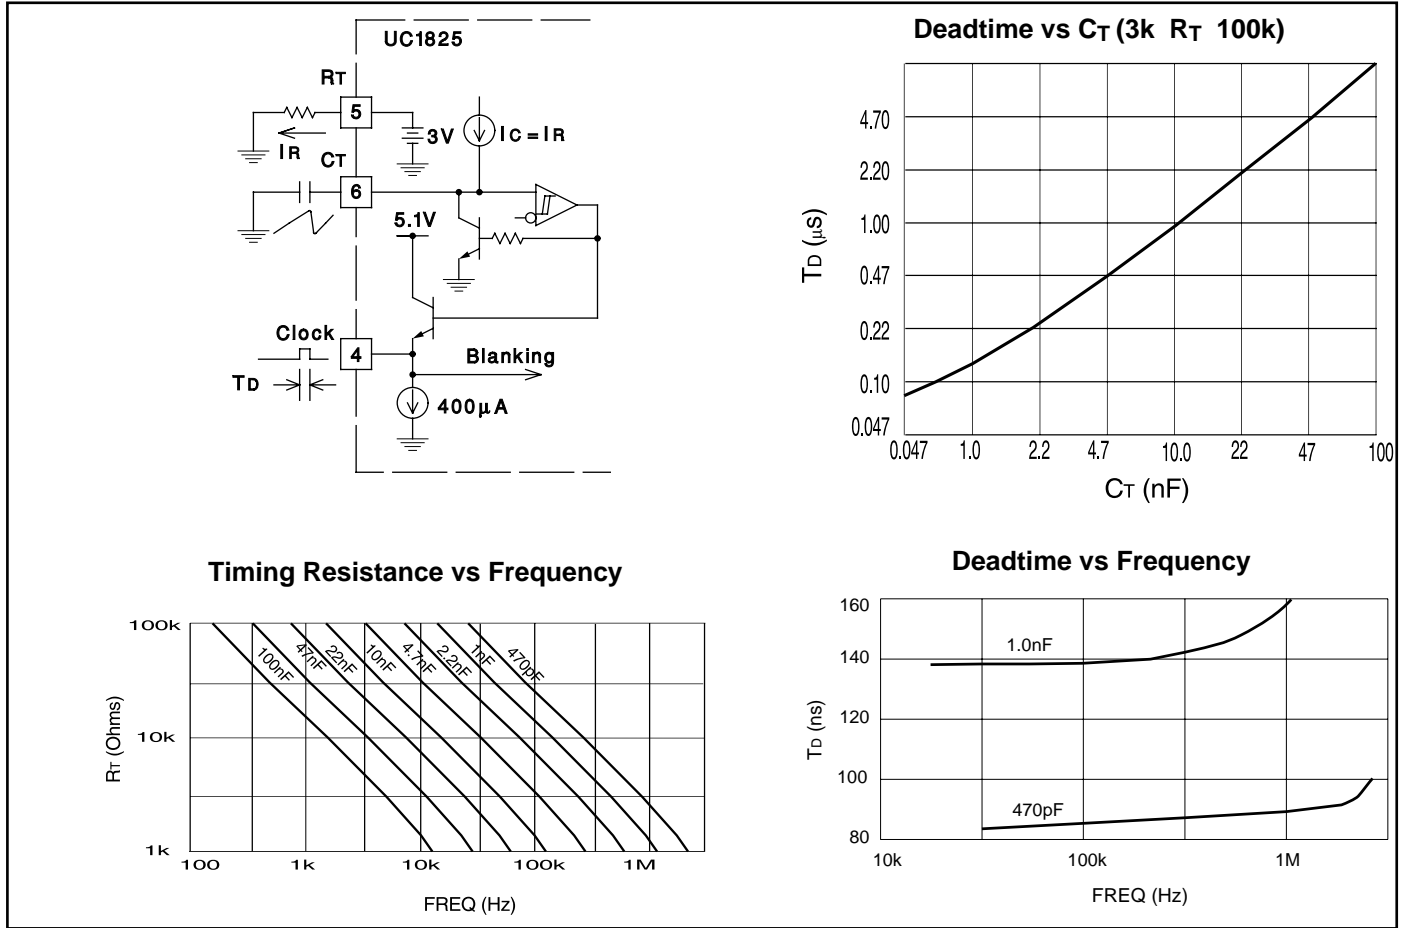 UC1825
RT
5
IR
3V
IC=IR
CT
6
5.1V
Clock
4
TD
Blanking
400μA
Deadtime vs CT (3k RT 100k)
TD (μs)
4.70
2.20
1.00
0.47
0.22
0.10
0.047
0.047 1.0 2.2 4.7 10.0 22 47 100
CT (nF)
Timing Resistance vs Frequency
RT (Ohms)
100k
10k
1k
100nF 47nF 22nF 10nF 4.7nF 2.2nF 1nF 470pF
100 1k 10k 100k 1M
FREQ (Hz)
Deadtime vs Frequency
TD (ns)
160
140
120
100
80
1.0nF
470pF
10k 100k 1M
FREQ (Hz)